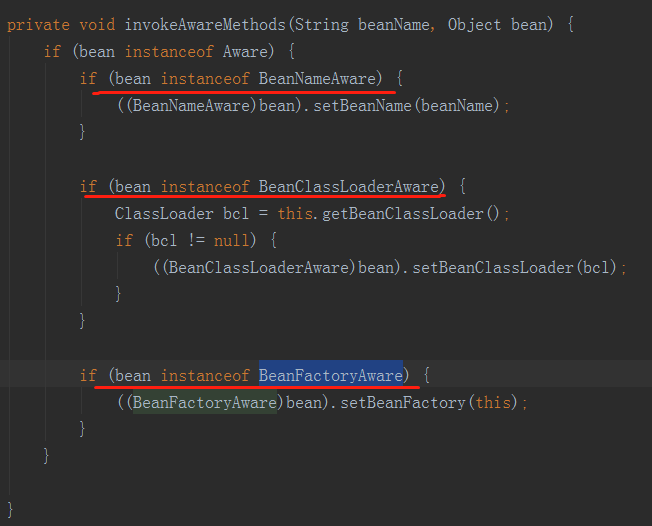 private void invokeAwareMethods(String beanName, Object bean) {
    if (bean instanceof Aware) {
        if (bean instanceof BeanNameAware) {
            ((BeanNameAware)bean).setBeanName(beanName);
        }
        if (bean instanceof BeanClassLoaderAware) {
            ClassLoader bcl = this.getBeanClassLoader();
            if (bcl != null) {
                ((BeanClassLoaderAware)bean).setBeanClassLoader(bcl);
            }
        }
        if (bean instanceof BeanFactoryAware) {
            ((BeanFactoryAware)bean).setBeanFactory(this);
        }
    }
}